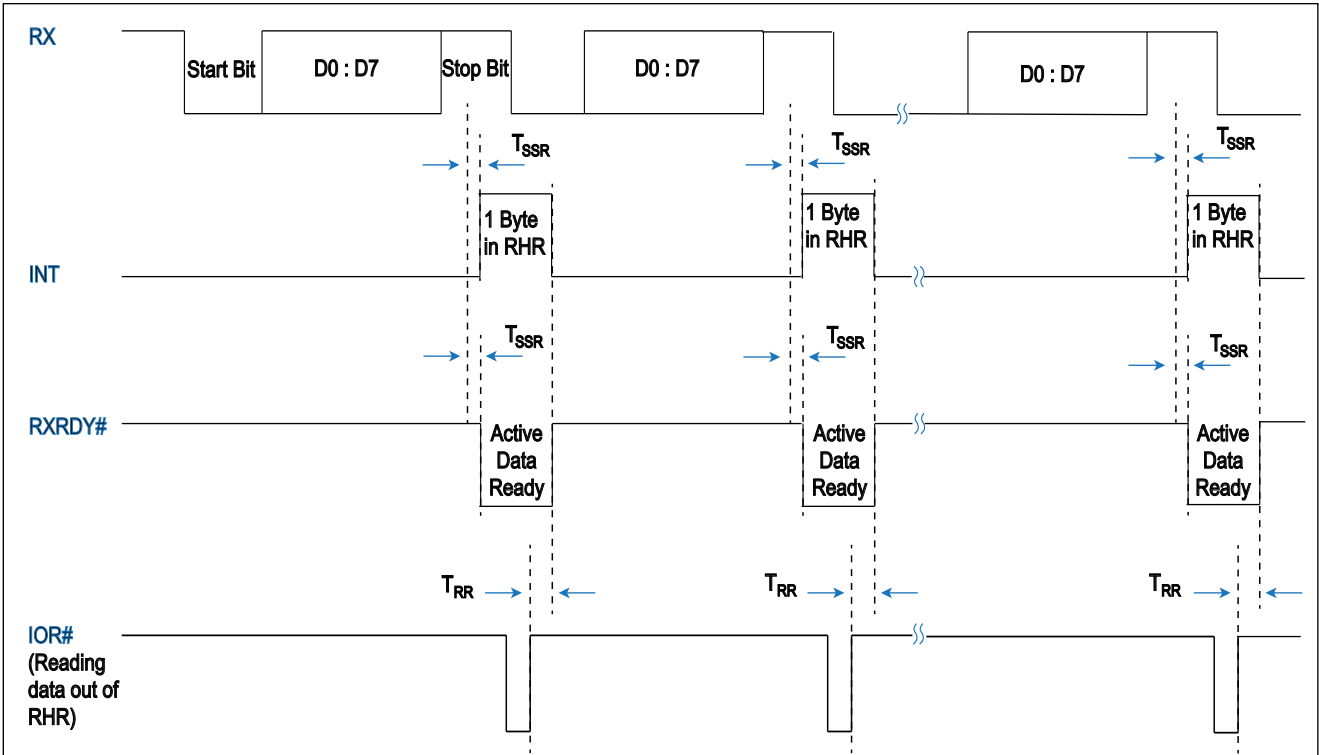 RX
Start Bit
D0 : D7
Stop Bit
D0 : D7
D0 : D7
TSSR
TSSR
TSSR
1 Byte
in RHR
1 Byte
in RHR
1 Byte
in RHR
INT
TSSR
TSSR
TSSR
RXRDY#
Active
Data
Ready
Active
Data
Ready
Active
Data
Ready
TRR
TRR
TRR
IOR#
(Reading
data out of
RHR)